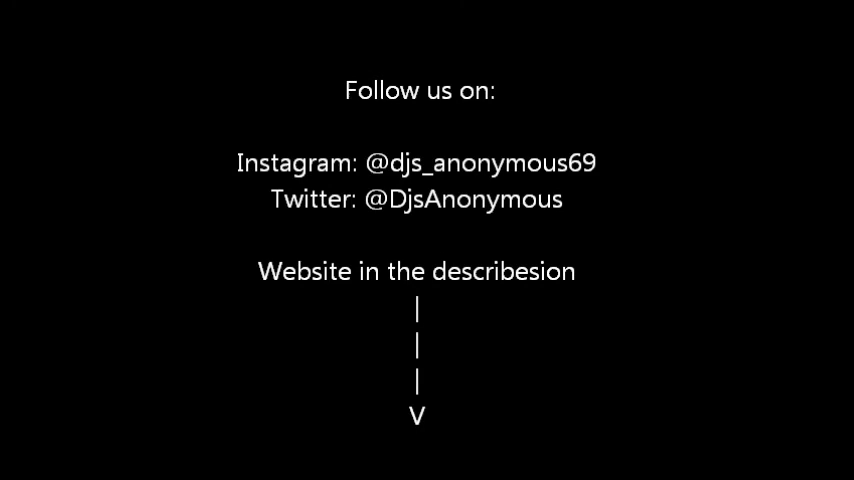 Follow us on:
Instagram: @djs_anonymous69
Twitter: @DjsAnonymous
Website in the describesion
|
|
|
V